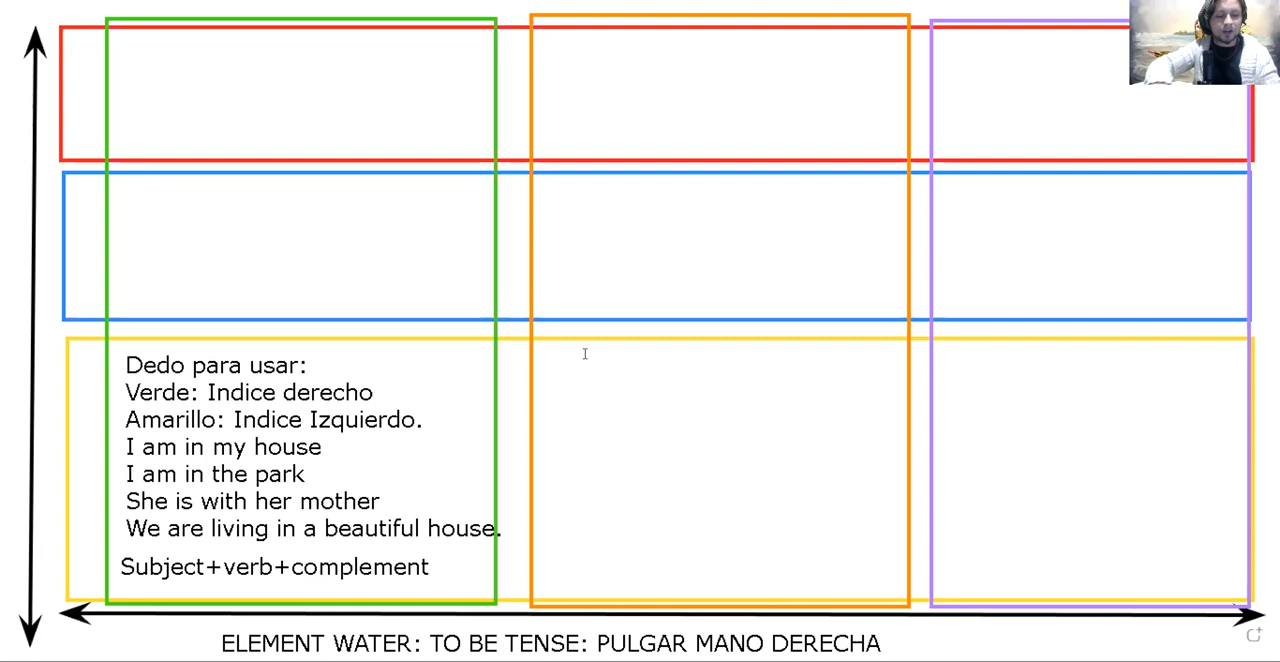 Dedo para usar:
Verde: Indice derecho
Amarillo: Indice Izquierdo.
I am in my house
I am in the park
She is with her mother
We are living in a beautiful house.
Subject+verb+complement
ELEMENT WATER: TO BE TENSE: PULGAR MANO DERECHA